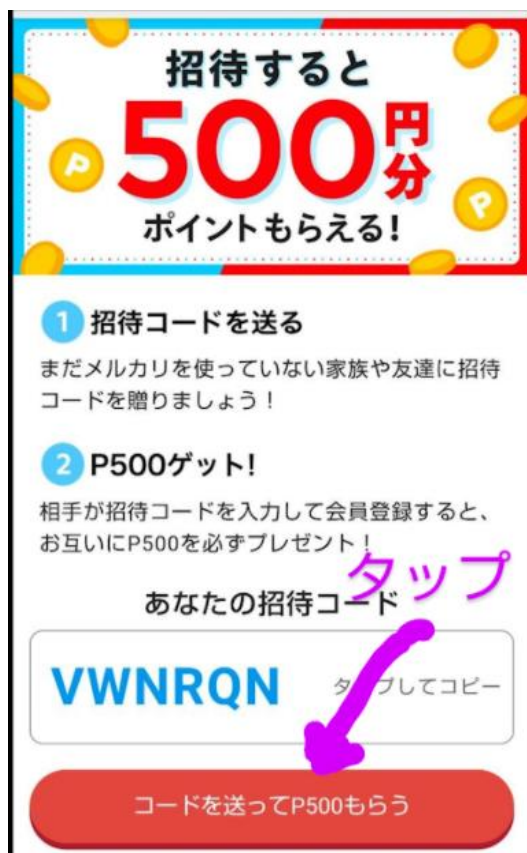 招待すると
500円分
ポイントもらえる!
1 招待コードを送る
まだメルカリを使っていない家族や友達に招待
コードを贈りましょう！
2 P500ゲット!
相手が招待コードを入力して会員登録すると、
お互いにP500を必ずプレゼント！
タップ
あなたの招待コード
VWNRQN タップしてコピー
コードを送ってP500もらう